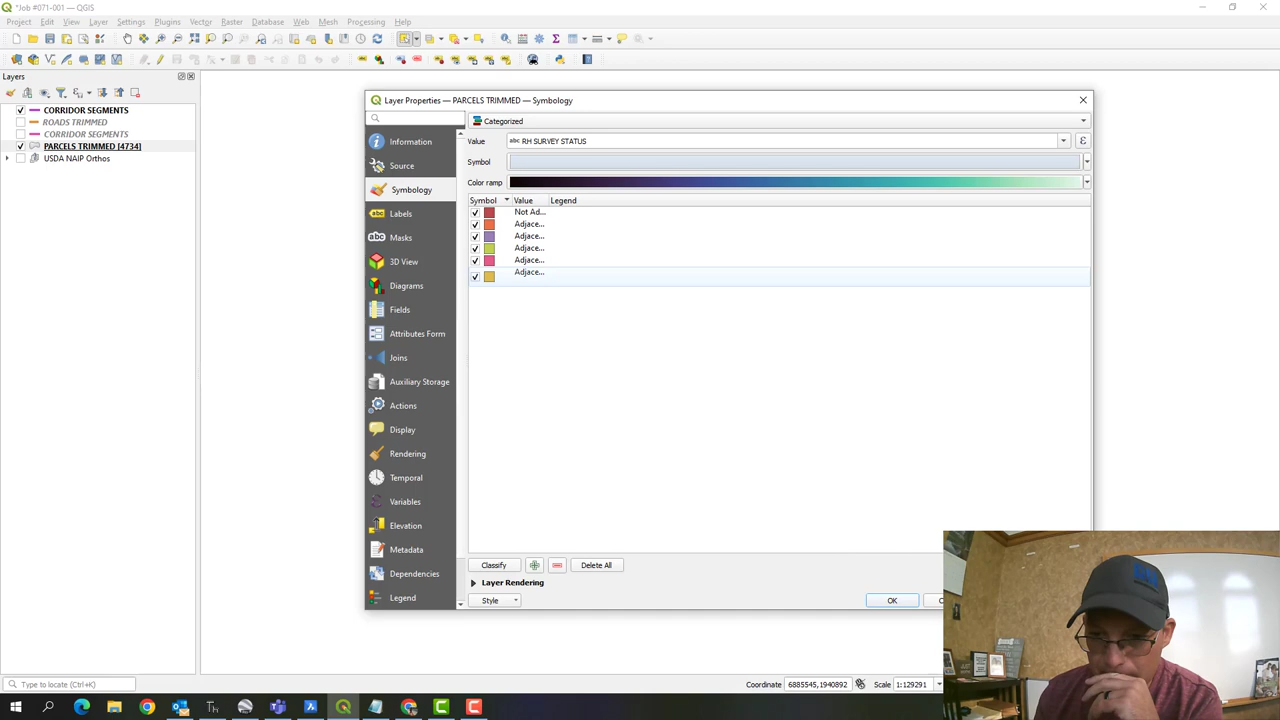 *Job #071-001 — QGIS
Project Edit View Layer Settings Plugins Vector Raster Database Web Mesh Processing Help
Layers
CORRIDOR SEGMENTS
ROADS TRIMMED
CORRIDOR SEGMENTS
PARCELS TRIMMED [4734]
USDA NAIP Orthos
Layer Properties — PARCELS TRIMMED — Symbology
Information
Source
Symbology
Labels
Masks
3D View
Diagrams
Fields
Attributes Form
Joins
Auxiliary Storage
Actions
Display
Rendering
Temporal
Variables
Elevation
Metadata
Dependencies
Legend
Categorized
Value abc RH SURVEY STATUS
Symbol
Color ramp
Symbol Value Legend
Not Ad...
Adjace...
Adjace...
Adjace...
Adjace...
Adjace...
Classify Delete All
Layer Rendering
Style OK
Type to locate (Ctrl+K)
Coordinate 6885545,1940892 Scale 1:129291